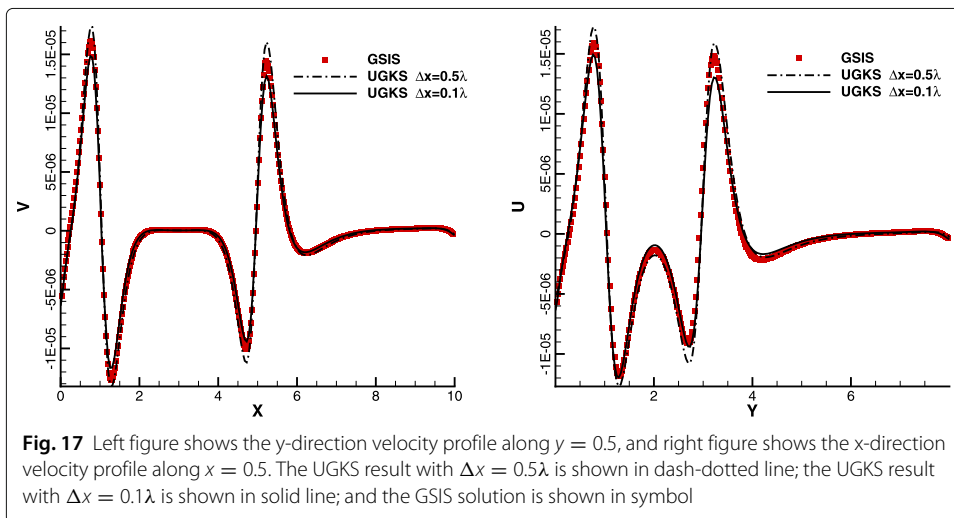 V
1.5E-05
1E-05
5E-06
0
-5E-06
-1E-05
0
2
4
6
8
10
X
GSIS
UGKS Δx=0.5λ
UGKS Δx=0.1λ
U
1.5E-05
1E-05
5E-06
0
-5E-06
-1E-05
2
4
6
Y
GSIS
UGKS Δx=0.5λ
UGKS Δx=0.1λ
Fig. 17 Left figure shows the y-direction velocity profile along y = 0.5, and right figure shows the x-direction
velocity profile along x = 0.5. The UGKS result with Δx = 0.5λ is shown in dash-dotted line; the UGKS result
with Δx = 0.1λ is shown in solid line; and the GSIS solution is shown in symbol